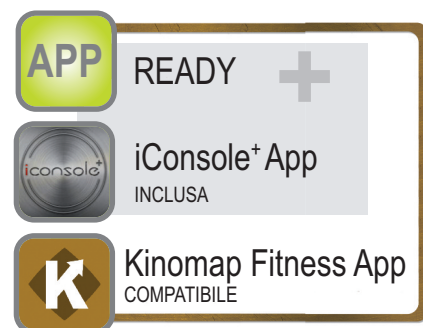 APP
READY +
iconsole+
iConsole+ App
INCLUSA
K
Kinomap Fitness App
COMPATIBILE